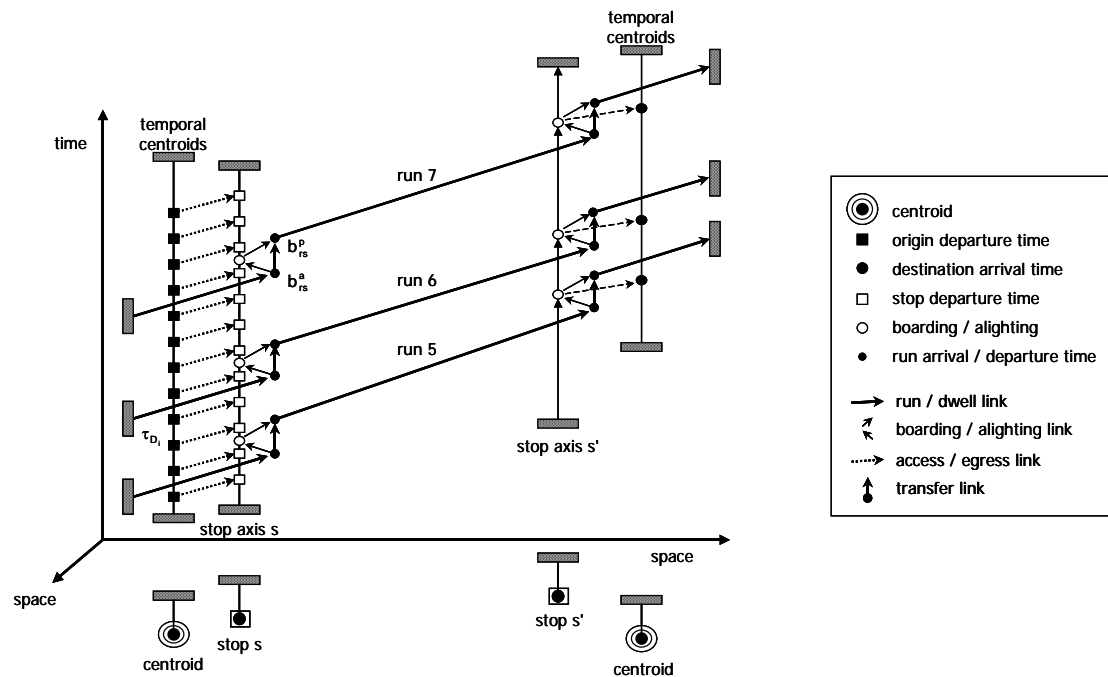 temporal
centroids
temporal
centroids
time
run 7
b^p_rs
b^a_rs
run 6
run 5
τ_Di
stop axis s'
stop axis s
space
space
stop s
stop s'
centroid
centroid
centroid
origin departure time
destination arrival time
stop departure time
boarding / alighting
run arrival / departure time
run / dwell link
boarding / alighting link
access / egress link
transfer link